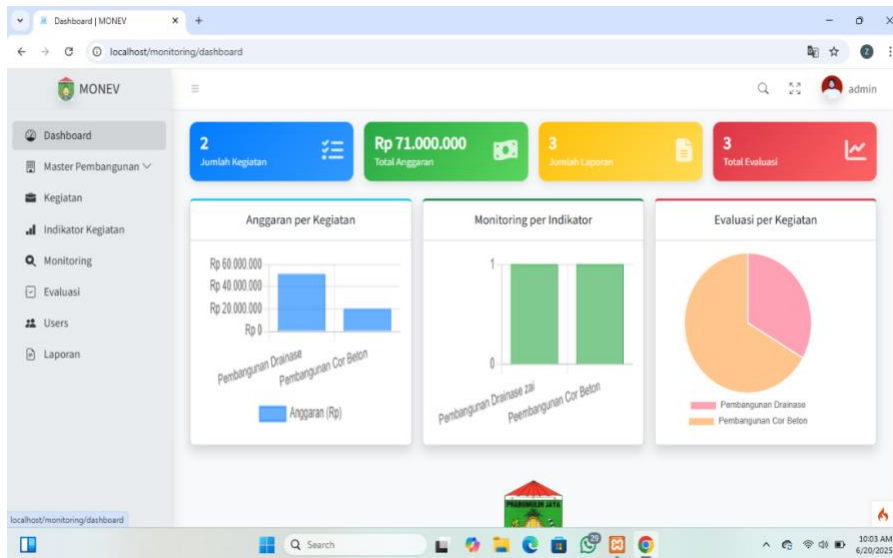 Dashboard | MONEV
localhost/monitoring/dashboard
MONEV
admin
Dashboard
Master Pembangunan
Kegiatan
Indikator Kegiatan
Monitoring
Evaluasi
Users
Laporan
2
Jumlah Kegiatan
Rp 71.000.000
Total Anggaran
3
Jumlah Laporan
3
Total Evaluasi
Anggaran per Kegiatan
Rp 60.000.000
Rp 40.000.000
Rp 20.000.000
Rp 0
Pembangunan Drainase
Pembangunan Cor Beton
Anggaran (Rp)
Monitoring per Indikator
1
0
Pembangunan Drainase zai
Peembangunan Cor Beton
Evaluasi per Kegiatan
Pembangunan Drainase
Pembangunan Cor Beton
PRABUMULIH JAYA
localhost/monitoring/dashboard
Search
10:03 AM
6/20/2025